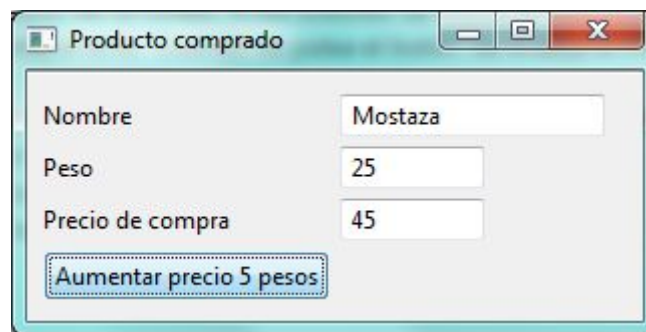 Producto comprado
Nombre Mostaza
Peso 25
Precio de compra 45
Aumentar precio 5 pesos